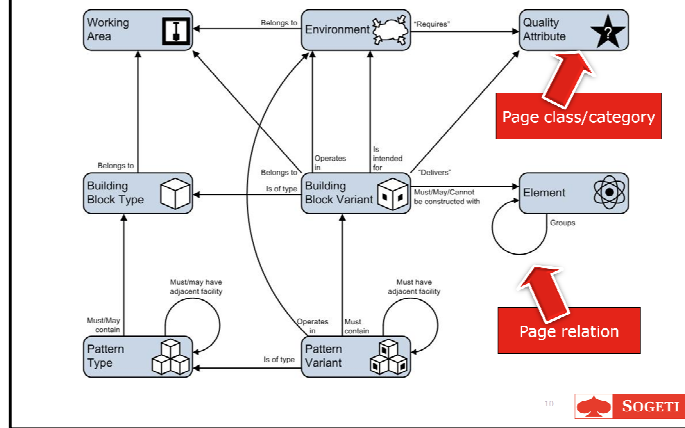 Working
Area
Belongs to
Environment
"Requires"
Quality
Attribute
?
Page class/category
Belongs to
Belongs to
Operates
in
Is
intended
for
"Delivers"
Building
Block Type
Is of type
Building
Block Variant
Must/May/Cannot
be constructed with
Element
Groups
Must/may have
adjacent facility
Must have
adjacent facility
Must/May
contain
Operates
in
Must
contain
Page relation
Pattern
Type
Is of type
Pattern
Variant
10
SOGETI